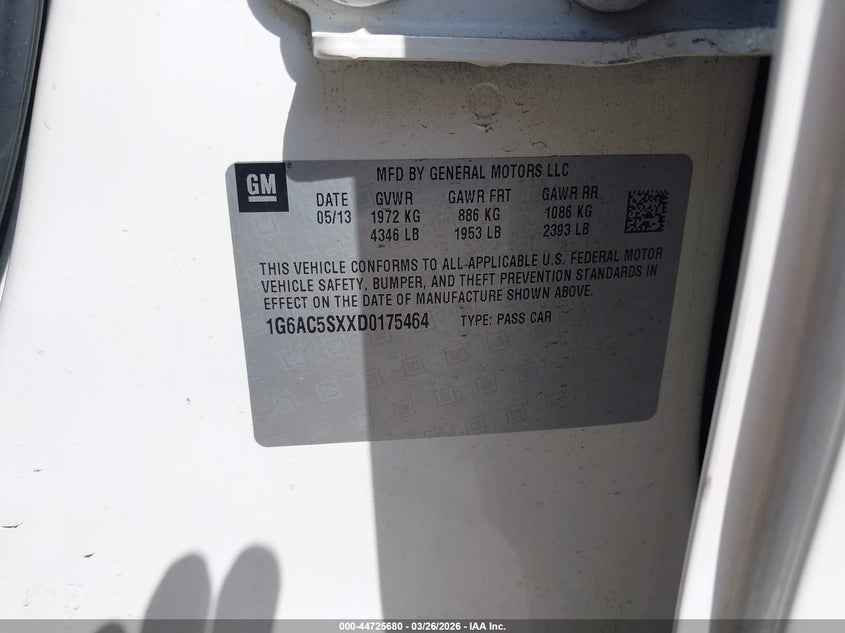 GM
MFD BY GENERAL MOTORS LLC
DATE GVWR GAWR FRT GAWR RR
05/13 1972 KG 886 KG 1086 KG
4346 LB 1953 LB 2393 LB
THIS VEHICLE CONFORMS TO ALL APPLICABLE U.S. FEDERAL MOTOR
VEHICLE SAFETY, BUMPER, AND THEFT PREVENTION STANDARDS IN
EFFECT ON THE DATE OF MANUFACTURE SHOWN ABOVE.
1G6AC5SXXD0175464 TYPE: PASS CAR
000-44725680 - 03/26/2026 - IAA Inc.